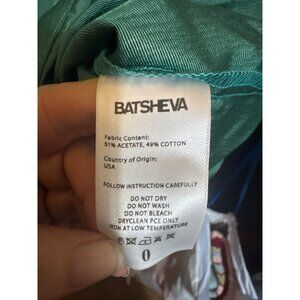 BATSHEVA
Fabric Content:
51% ACETATE, 49% COTTON
Country of Origin:
USA
FOLLOW INSTRUCTION CAREFULLY
DO NOT DRY
DO NOT WASH
DO NOT BLEACH
DRYCLEAN PCE ONLY
IRON AT LOW TEMPERATURE
0